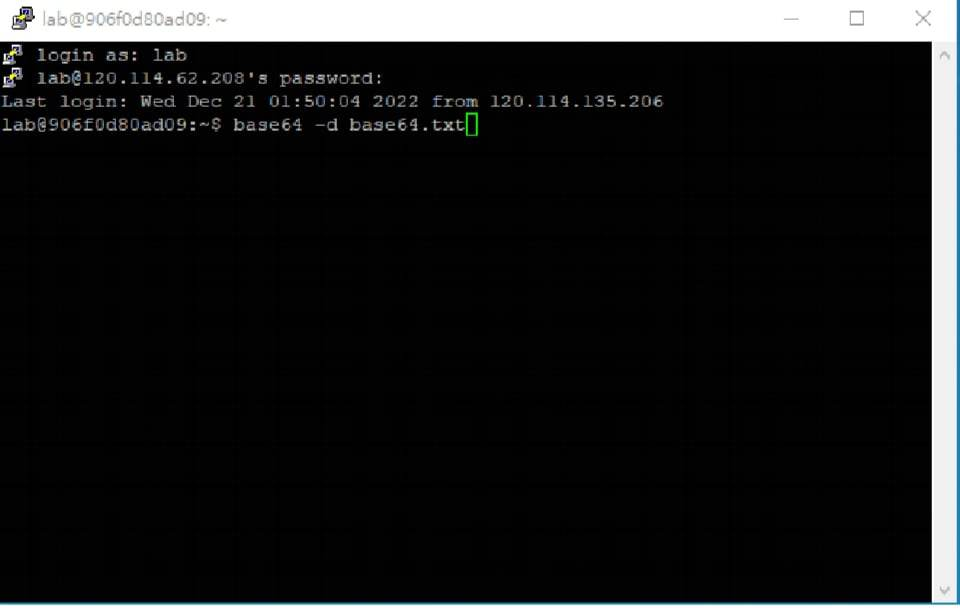 lab@906f0d80ad09: ~
login as: lab
lab@120.114.62.208's password:
Last login: Wed Dec 21 01:50:04 2022 from 120.114.135.206
lab@906f0d80ad09:~$ base64 -d base64.txt